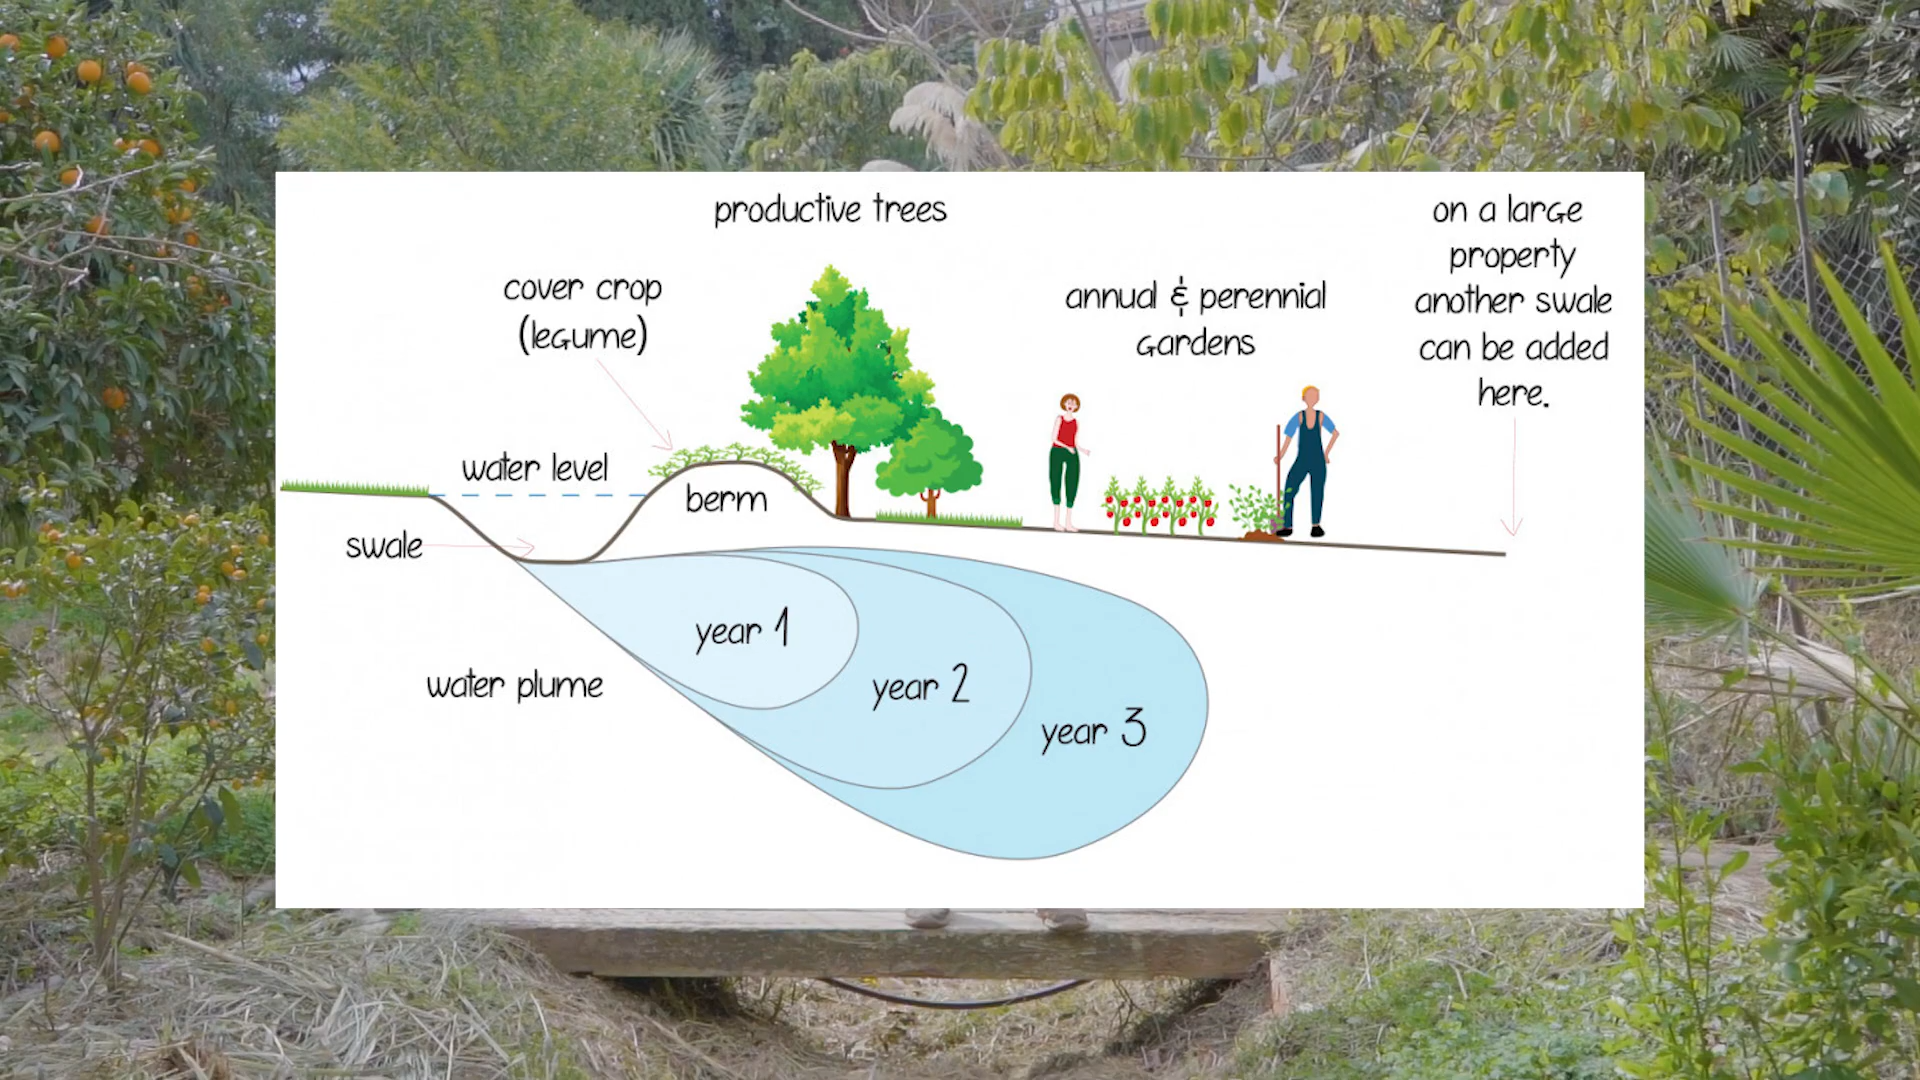 productive trees
cover crop
(legume)
annual & perennial
gardens
on a large
property
another swale
can be added
here.
water level
berm
swale
year 1
water plume
year 2
year 3